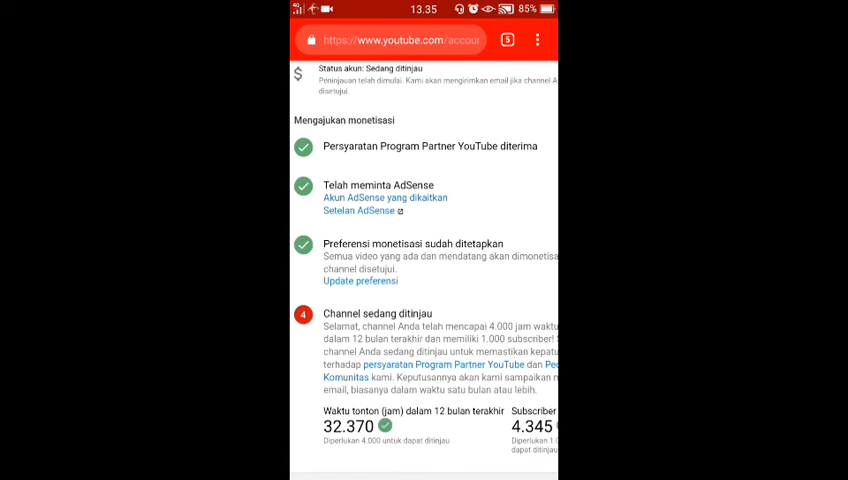 4G 13.35 85%
https://www.youtube.com/accou 5
Status akun: Sedang ditinjau
Peninjauan telah dimulai. Kami akan mengirimkan email jika channel A
disetujui.
Mengajukan monetisasi
Persyaratan Program Partner YouTube diterima
Telah meminta AdSense
Akun AdSense yang dikaitkan
Setelan AdSense
Preferensi monetisasi sudah ditetapkan
Semua video yang ada dan mendatang akan dimonetisa
channel disetujui.
Update preferensi
4 Channel sedang ditinjau
Selamat, channel Anda telah mencapai 4.000 jam waktu
dalam 12 bulan terakhir dan memiliki 1.000 subscriber!
channel Anda sedang ditinjau untuk memastikan kepatu
terhadap persyaratan Program Partner YouTube dan Pec
Komunitas kami. Keputusannya akan kami sampaikan m
email, biasanya dalam waktu satu bulan atau lebih.
Waktu tonton (jam) dalam 12 bulan terakhir Subscriber
32.370 4.345
Diperlukan 4.000 untuk dapat ditinjau Diperlukan 1.0
dapat ditinjau